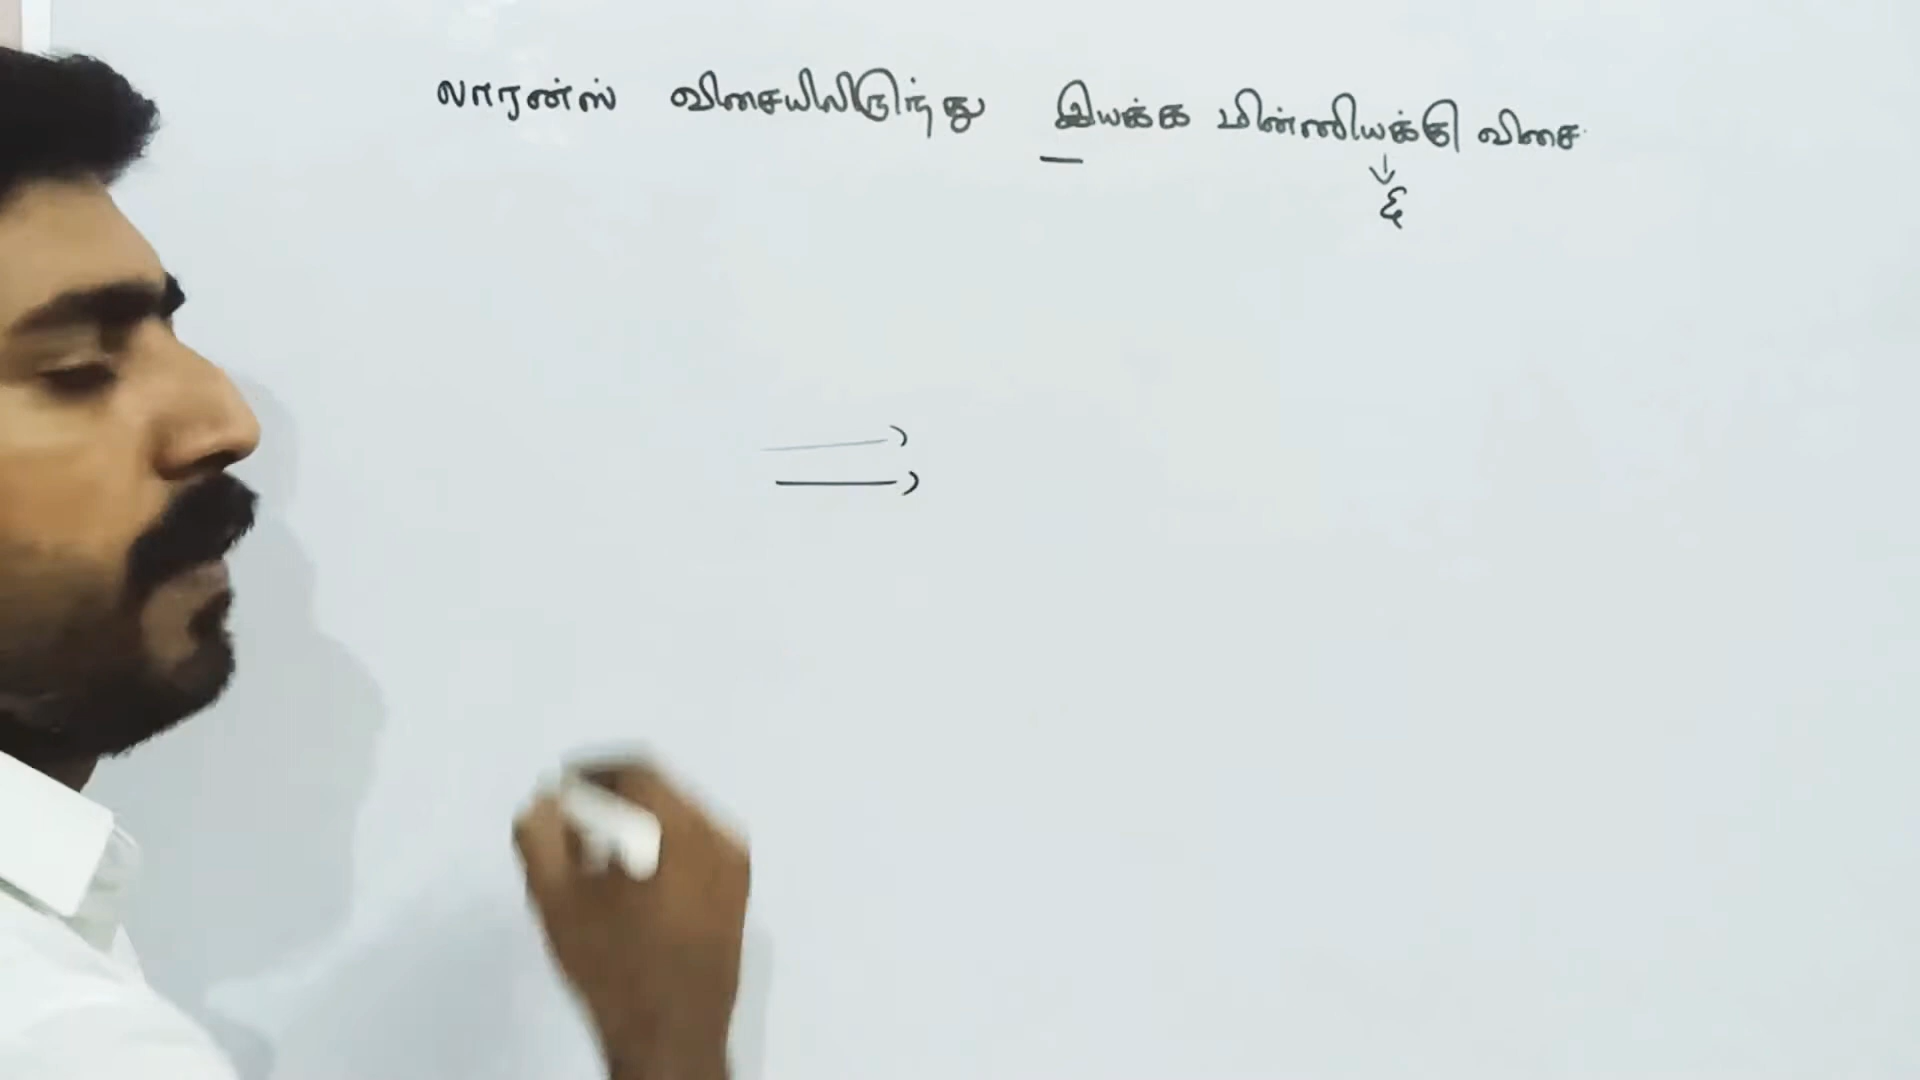 லாரன்ஸ் விசையிலிருந்து இயக்க மின்னியக்கு விசை
ξ